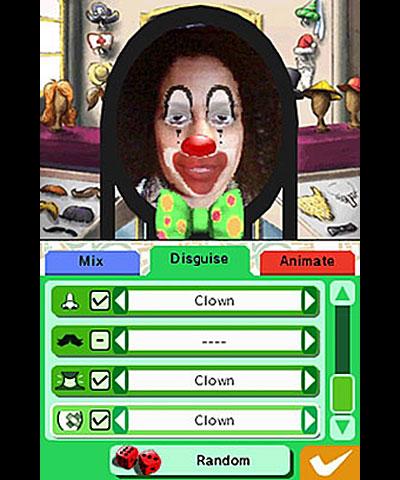 Mix
Disguise
Animate
Clown
----
Clown
Clown
Random